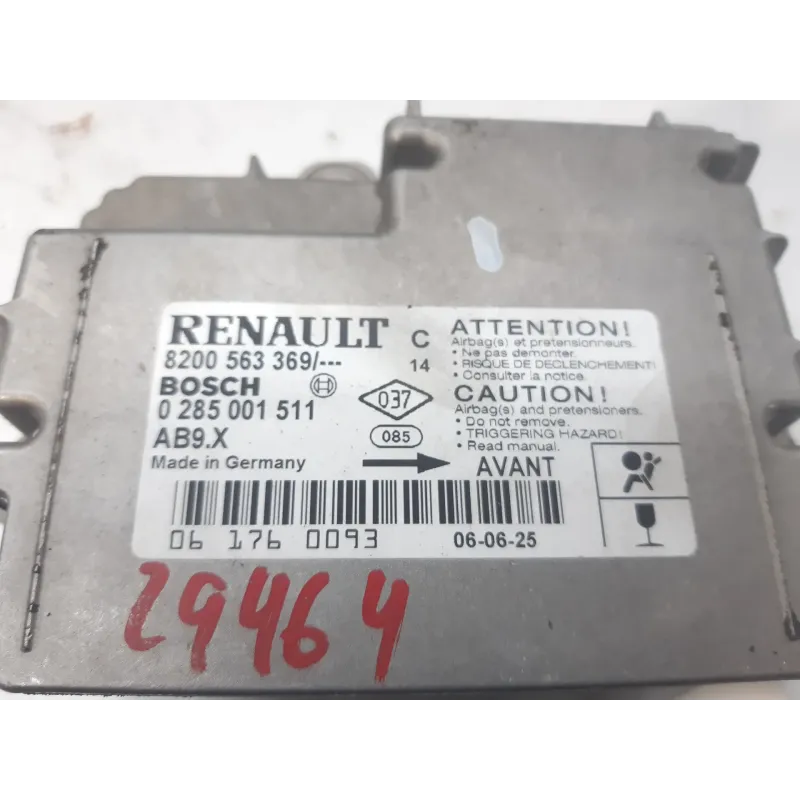 RENAULT C
8200 563 369/--- 14
BOSCH
0 285 001 511
037
AB9.X
085
Made in Germany
AVANT
ATTENTION!
Airbag(s) et pretensionneurs.
• Ne pas demonter.
• RISQUE DE DECLENCHEMENT!
• Consulter la notice.
CAUTION!
Airbag(s) and pretensioners.
• Do not remove.
• TRIGGERING HAZARD!
• Read manual.
06 176 0093
06-06-25
29464